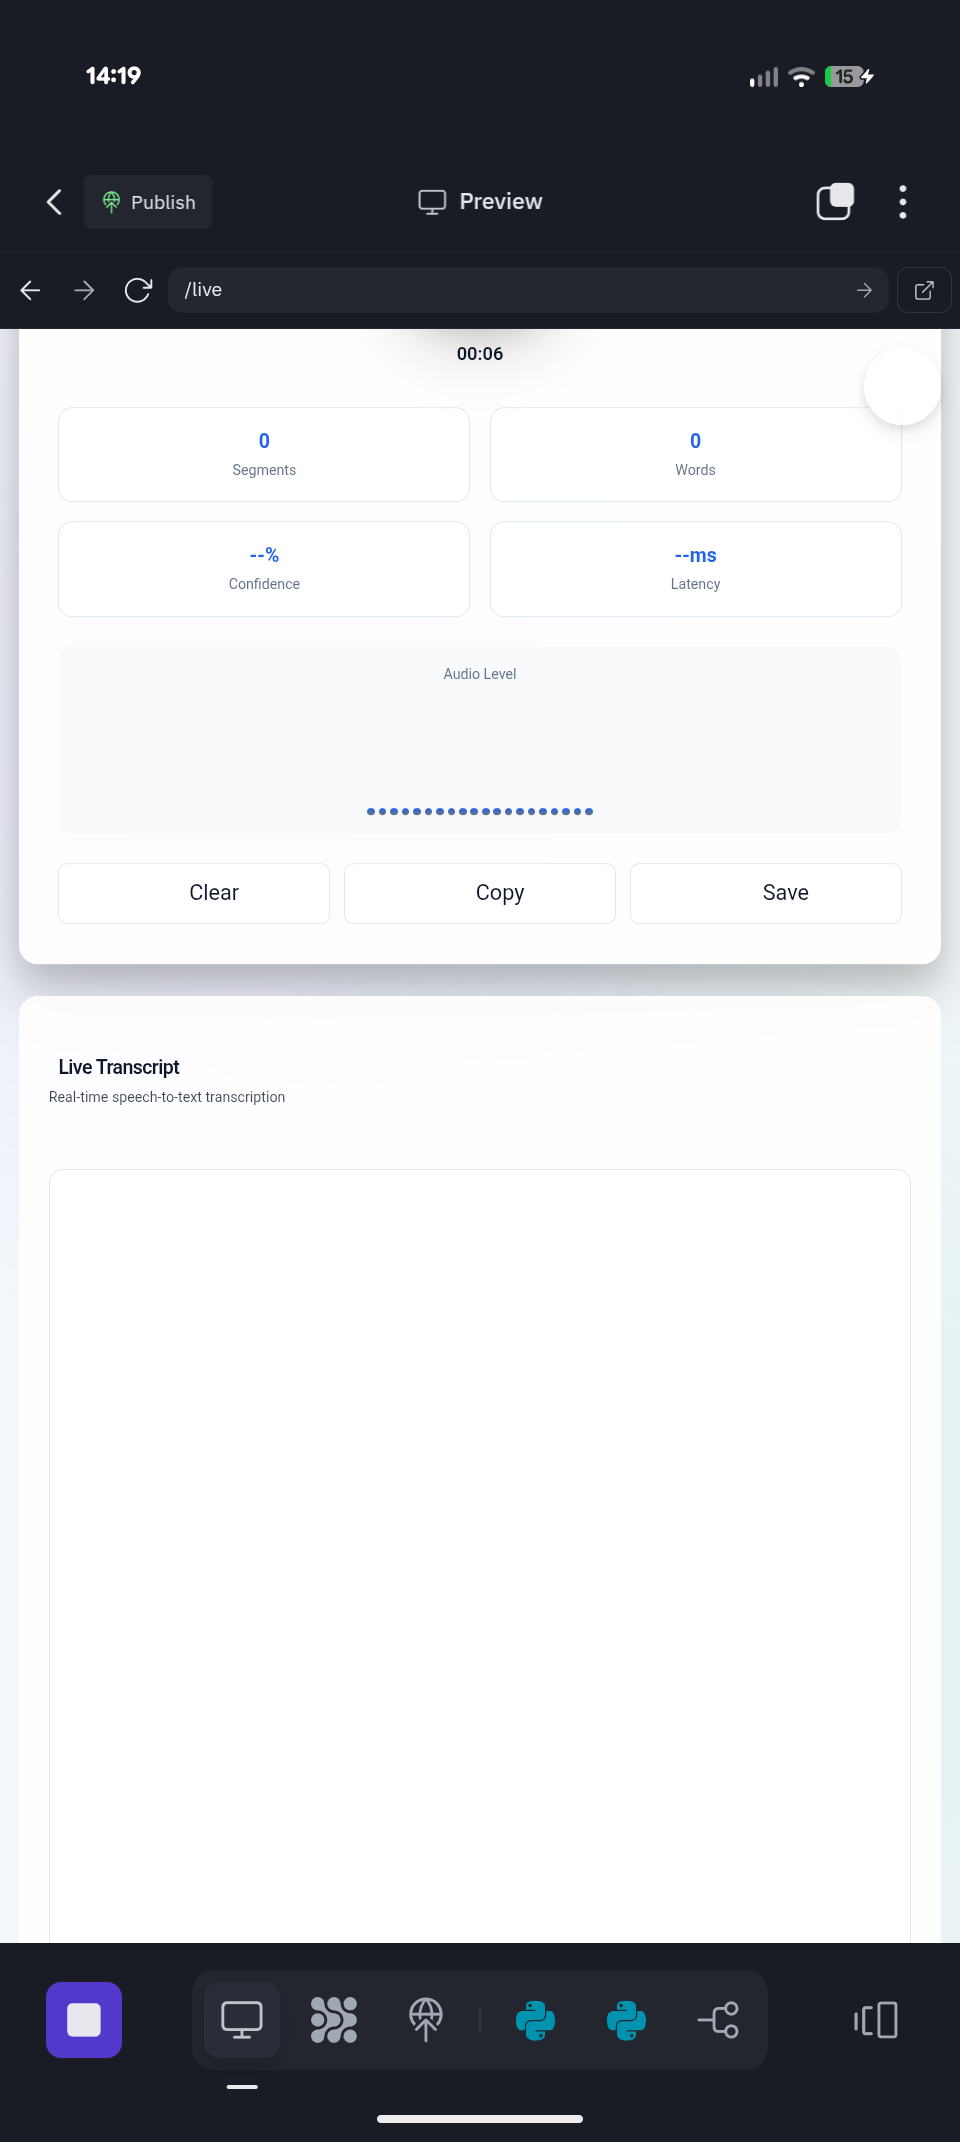 14:19
15
Publish
Preview
/live
00:06
0
Segments
0
Words
--%
Confidence
--ms
Latency
Audio Level
Clear
Copy
Save
Live Transcript
Real-time speech-to-text transcription